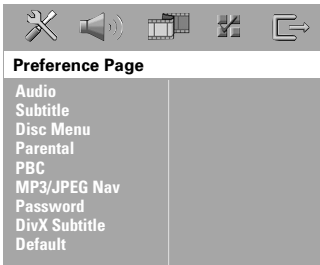 Preference Page
Audio
Subtitle
Disc Menu
Parental
PBC
MP3/JPEG Nav
Password
DivX Subtitle
Default